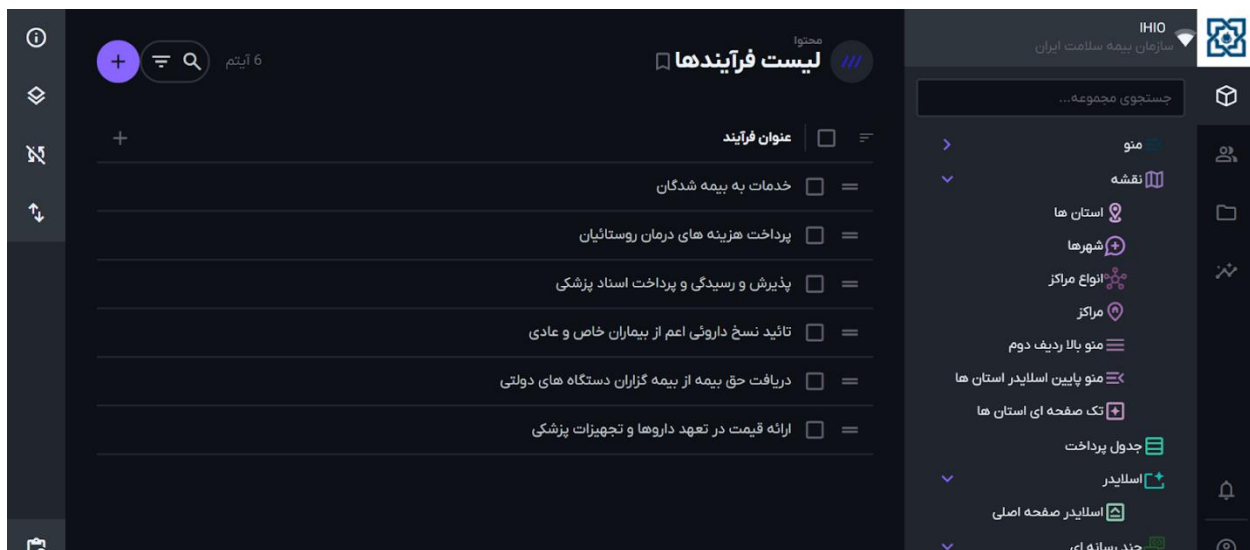 IHIO
سازمان بیمه سلامت ایران
جستجوی مجموعه...
منو
نقشه
استان ها
شهرها
انواع مراکز
مراکز
منو بالا ردیف دوم
منو پایین اسلایدر استان ها
تک صفحه ای استان ها
جدول پرداخت
اسلایدر
اسلایدر صفحه اصلی
چند رسانه ای
محتوا
لیست فرآیندها
6 آیتم
عنوان فرآیند
خدمات به بیمه شدگان
پرداخت هزینه های درمان روستائیان
پذیرش و رسیدگی و پرداخت اسناد پزشکی
تائید نسخ داروئی اعم از بیماران خاص و عادی
دریافت حق بیمه از بیمه گزاران دستگاه های دولتی
ارائه قیمت در تعهد داروها و تجهیزات پزشکی